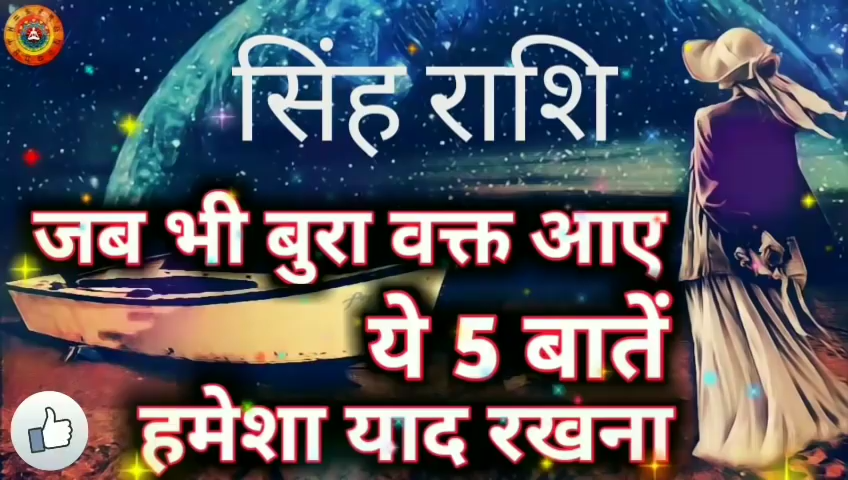 सिंह राशि
जब भी बुरा वक्त आए
ये 5 बातें
हमेशा याद रखना